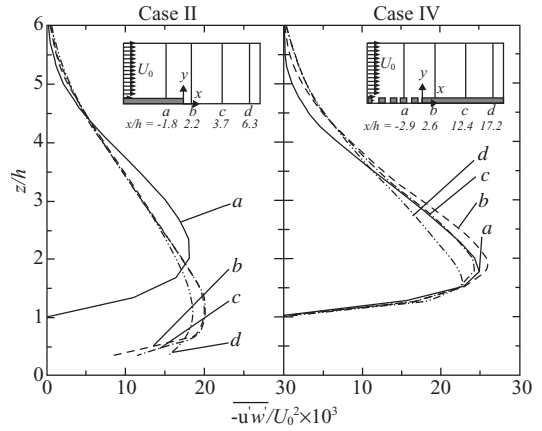 Case II
Case IV
6
5
4
3
2
1
0
z/h
U0
y
x
a b c d
x/h = -1.8 2.2 3.7 6.3
a
b
c
d
U0
y
x
a b c d
x/h = -2.9 2.6 12.4 17.2
d
c
b
a
0 10 20 30 0 10 20 30
-u'w'/U0²×10³